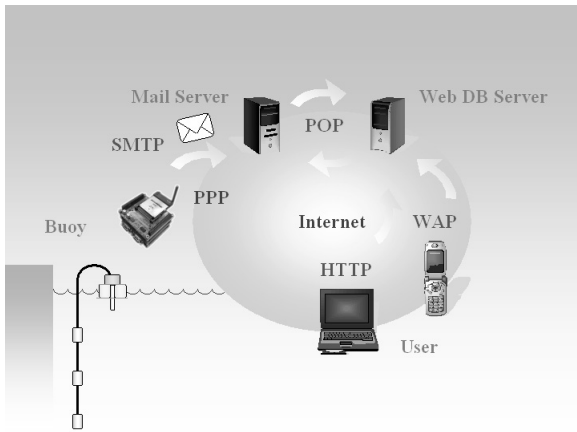 Mail Server
Web DB Server
POP
SMTP
PPP
Buoy
Internet
WAP
HTTP
User